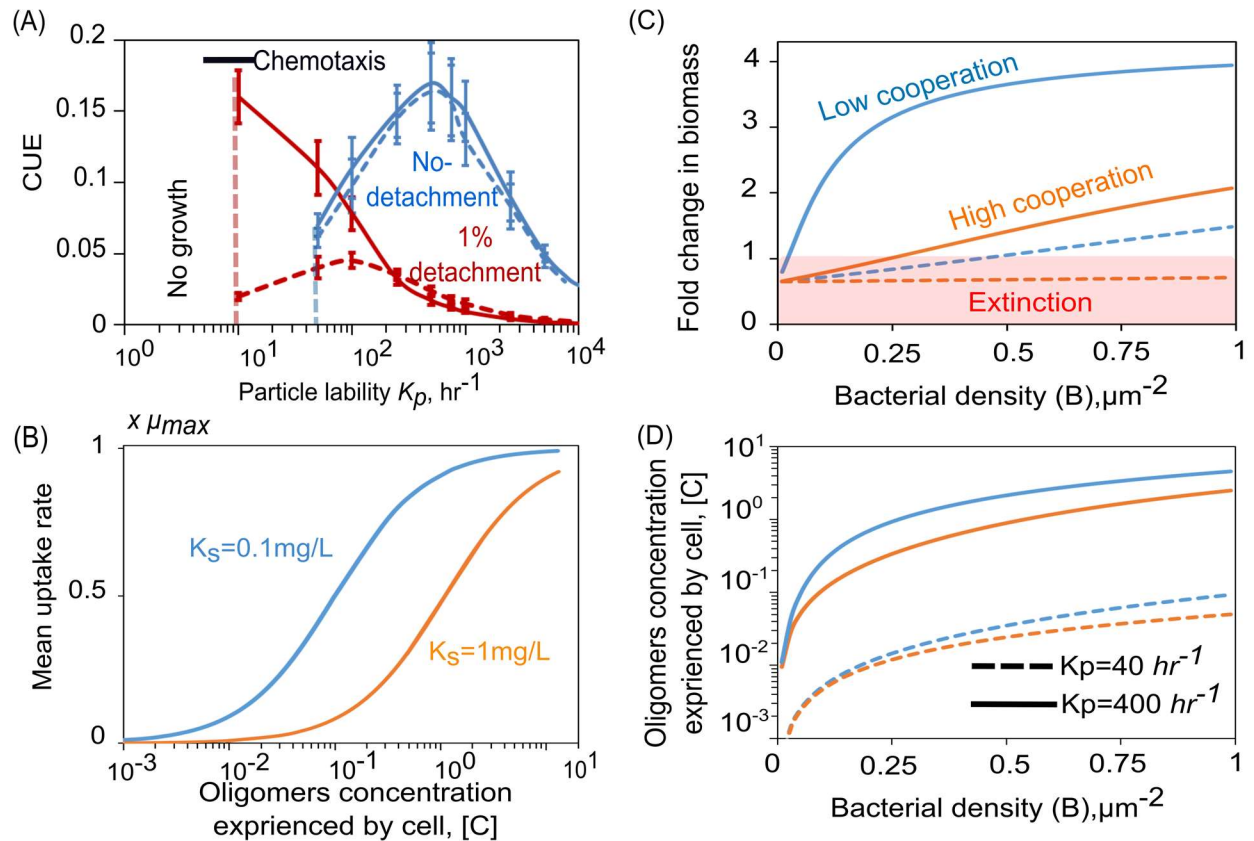 (A)
0.2
0.15
0.1
0.05
0
CUE
Chemotaxis
No growth
No-
detachment
1%
detachment
10^0
10^1
10^2
10^3
10^4
Particle lability Kp, hr^-1
(B)
x μmax
1
0.5
0
Mean uptake rate
Ks=0.1mg/L
Ks=1mg/L
10^-3
10^-2
10^-1
10^0
10^1
Oligomers concentration
exprienced by cell, [C]
(C)
4
3
2
1
0
Fold change in biomass
Low cooperation
High cooperation
Extinction
0
0.25
0.5
0.75
1
Bacterial density (B),μm^-2
(D)
10^1
10^0
10^-1
10^-2
10^-3
Oligomers concentration
exprienced by cell, [C]
Kp=40 hr^-1
Kp=400 hr^-1
0
0.25
0.5
0.75
1
Bacterial density (B),μm^-2